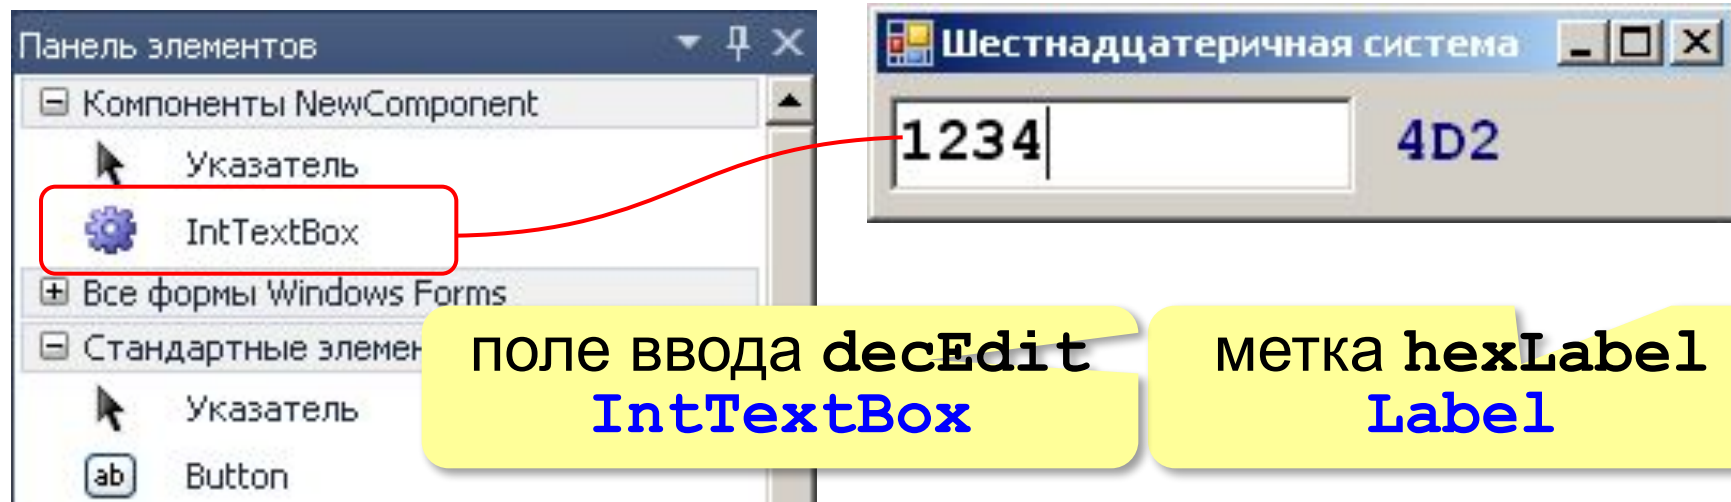 Панель элементов
Компоненты NewComponent
Указатель
IntTextBox
Все формы Windows Forms
Стандартные
Указатель
ab Button
Шестнадцатеричная система
1234 4D2
поле ввода decEdit
IntTextBox
метка hexLabel
Label